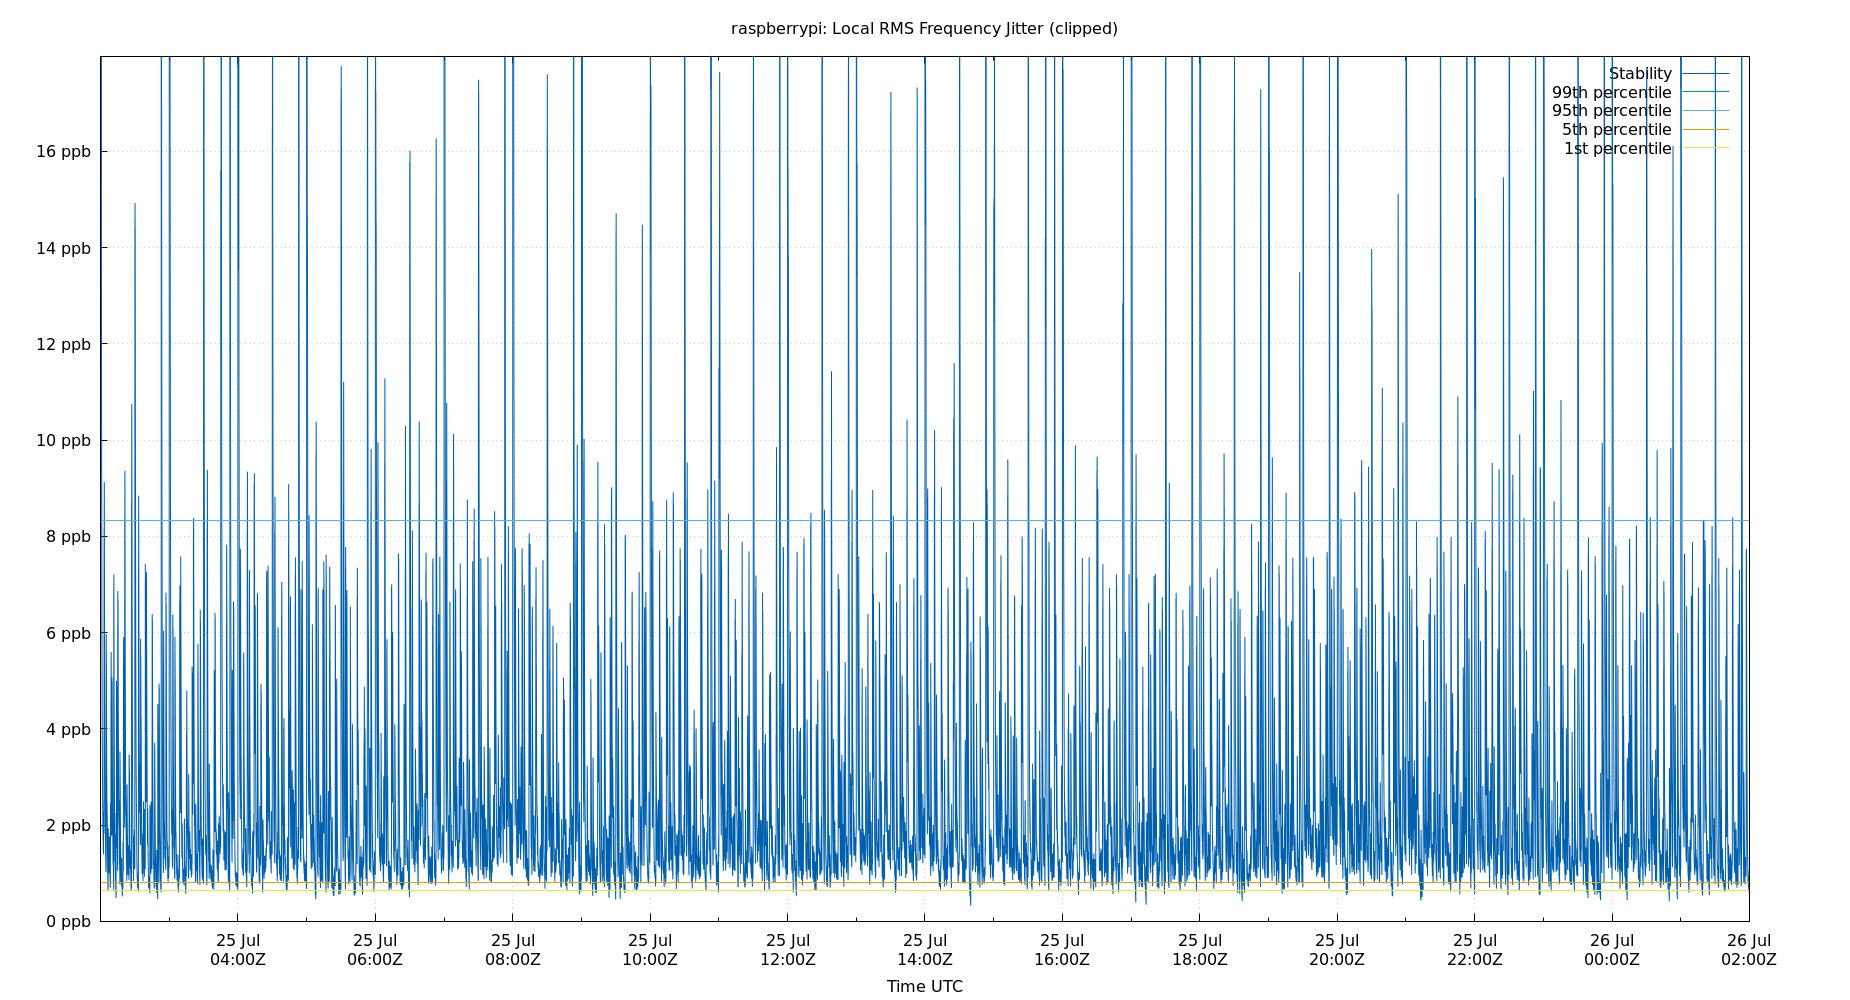 raspberrypi: Local RMS Frequency Jitter (clipped)
Stability
99th percentile
95th percentile
5th percentile
1st percentile
16 ppb
14 ppb
12 ppb
10 ppb
8 ppb
6 ppb
4 ppb
2 ppb
0 ppb
25 Jul 25 Jul 25 Jul 25 Jul 25 Jul 25 Jul 25 Jul 25 Jul 25 Jul 25 Jul 26 Jul 26 Jul
04:00Z 06:00Z 08:00Z 10:00Z 12:00Z 14:00Z 16:00Z 18:00Z 20:00Z 22:00Z 00:00Z 02:00Z
Time UTC